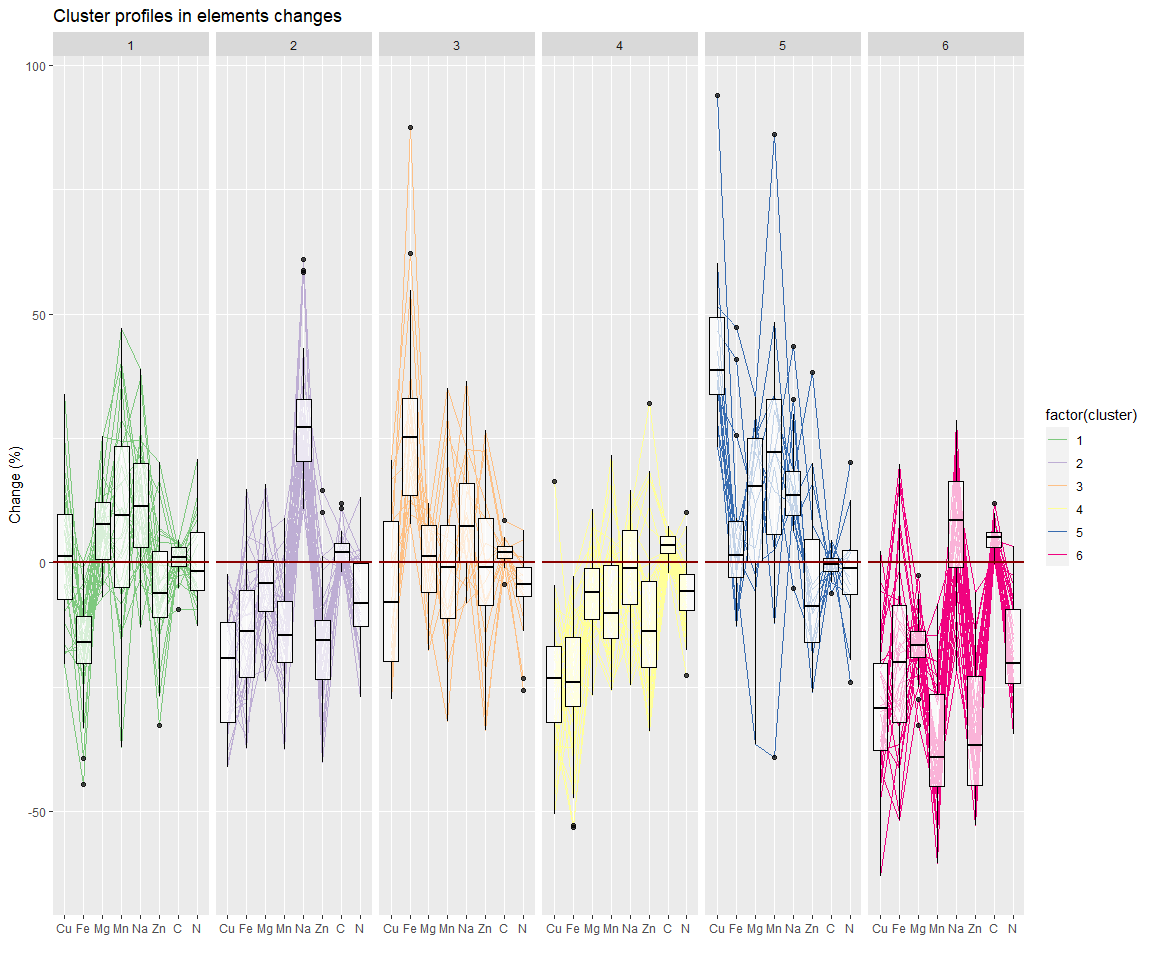 Cluster profiles in elements changes
1 2 3 4 5 6
100
50
0
-50
Change (%)
Cu Fe Mg Mn Na Zn C N Cu Fe Mg Mn Na Zn C N Cu Fe Mg Mn Na Zn C N Cu Fe Mg Mn Na Zn C N Cu Fe Mg Mn Na Zn C N Cu Fe Mg Mn Na Zn C N
factor(cluster)
1
2
3
4
5
6